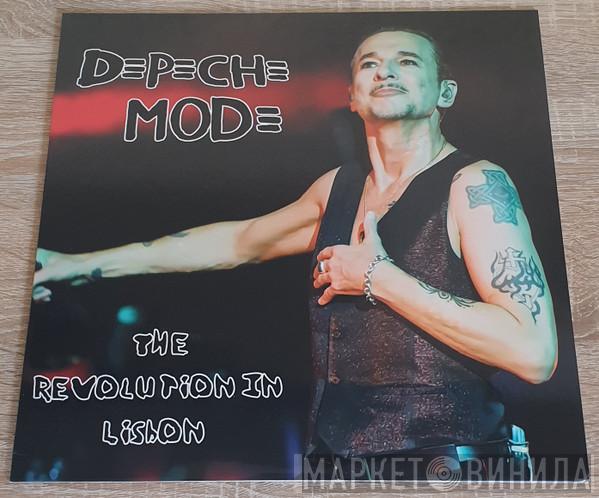 DEPECHE
MODE
THE
REVOLUTION IN
LISbON
МАРКЕТ ВИНИЛА